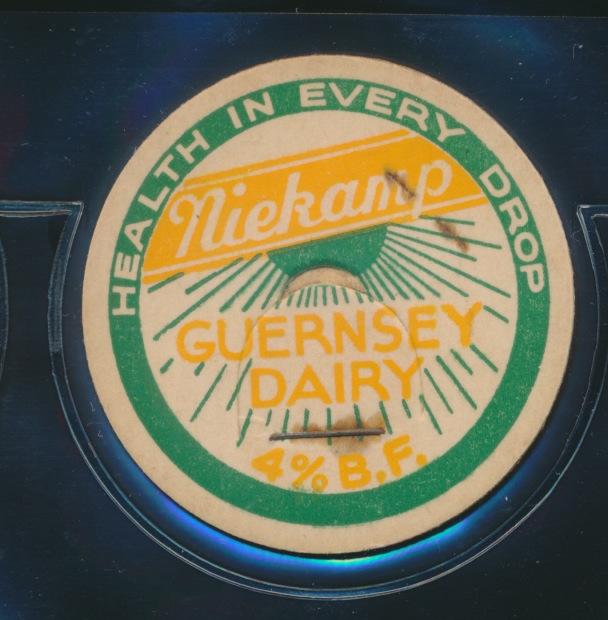 HEALTH IN EVERY DROP
Niekamp
GUERNSEY
DAIRY
4% B.F.